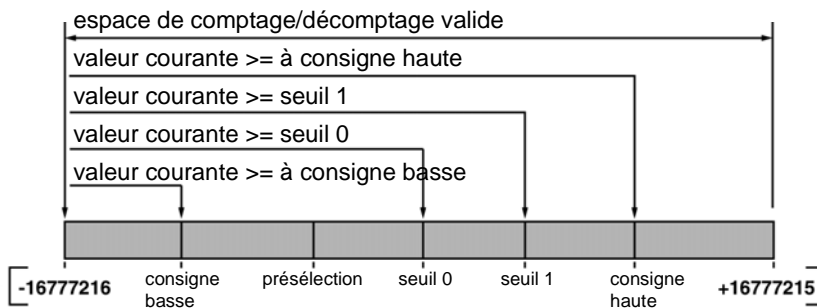 espace de comptage/décomptage valide
valeur courante >= à consigne haute
valeur courante >= seuil 1
valeur courante >= seuil 0
valeur courante >= à consigne basse
-16777216 consigne présélection seuil 0 seuil 1 consigne +16777215
basse haute